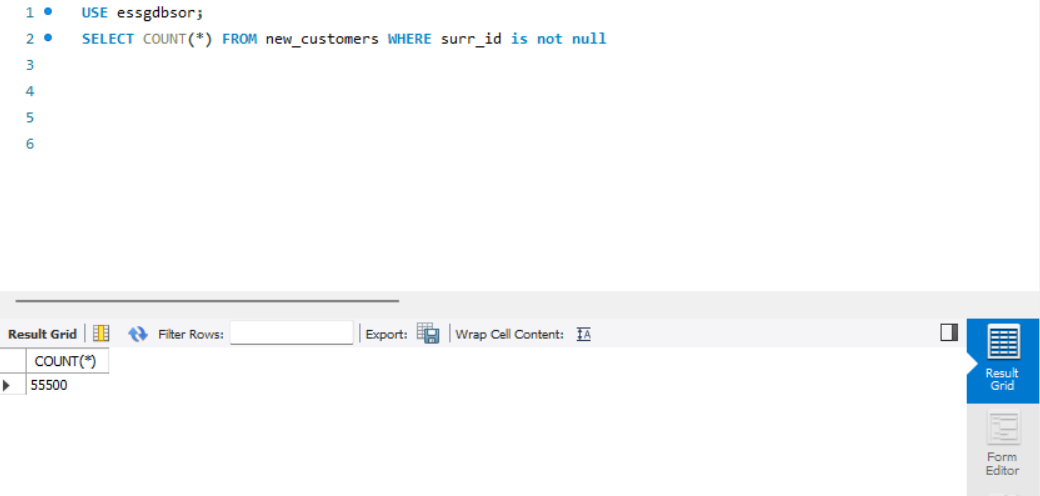 1 USE essgdbsor;
2 SELECT COUNT(*) FROM new_customers WHERE surr_id is not null
3
4
5
6
Result Grid Filter Rows: Export: Wrap Cell Content: IA
COUNT(*)
55500
Result
Grid
Form
Editor